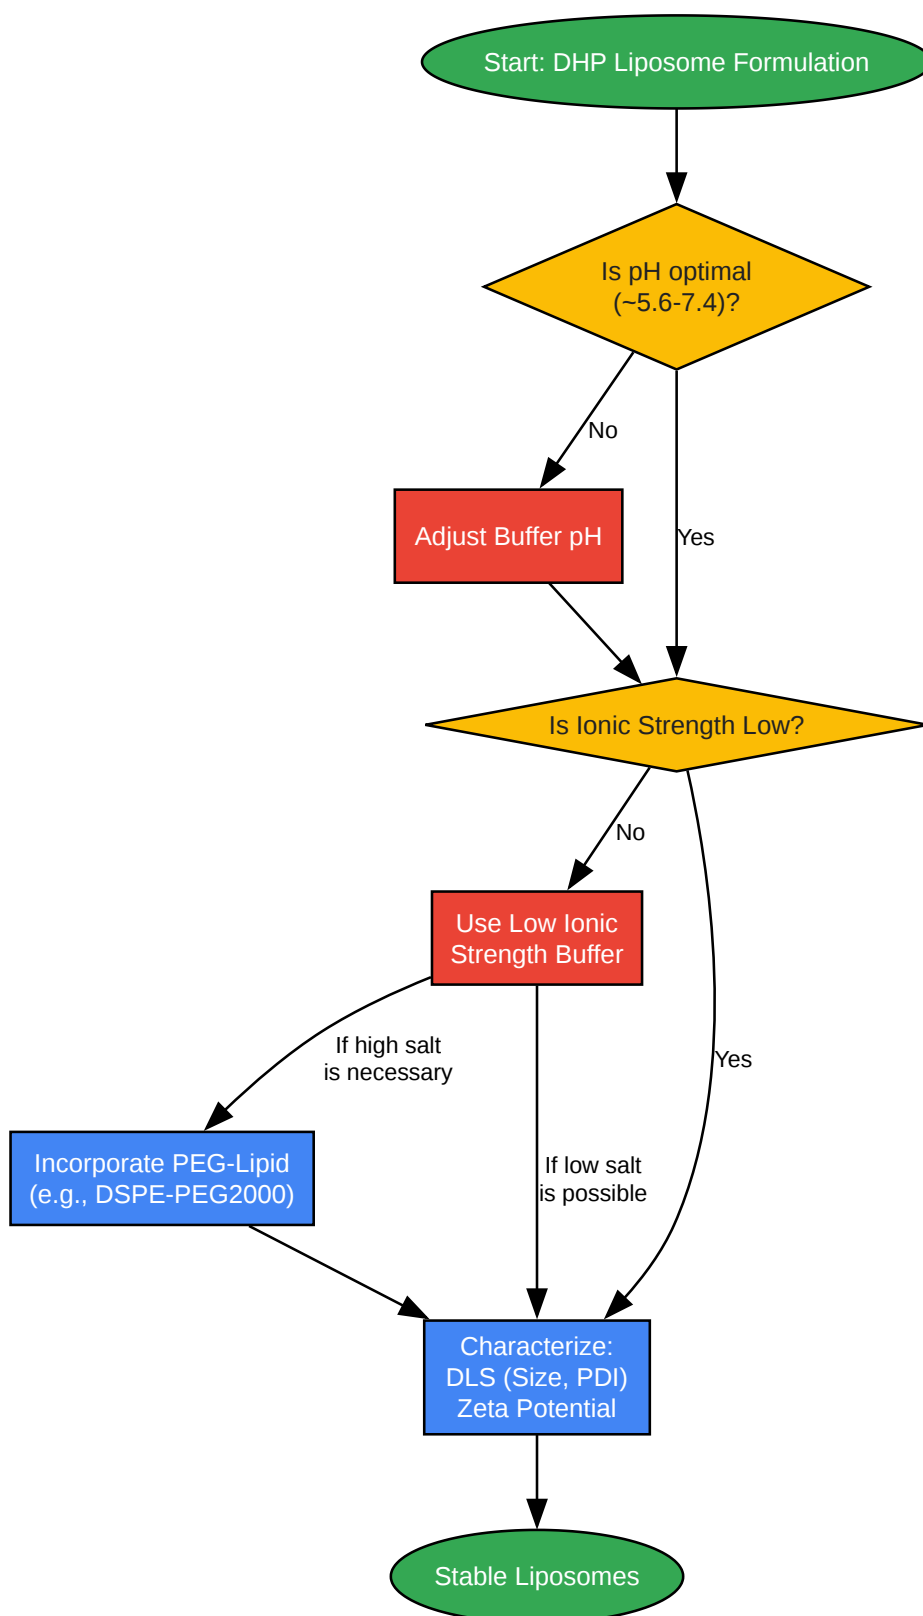 Start: DHP Liposome Formulation
Is pH optimal
(~5.6-7.4)?
No
Adjust Buffer pH
Yes
Is Ionic Strength Low?
No
Use Low Ionic
Strength Buffer
If high salt
is necessary
Yes
Incorporate PEG-Lipid
(e.g., DSPE-PEG2000)
If low salt
is possible
Characterize:
DLS (Size, PDI)
Zeta Potential
Stable Liposomes